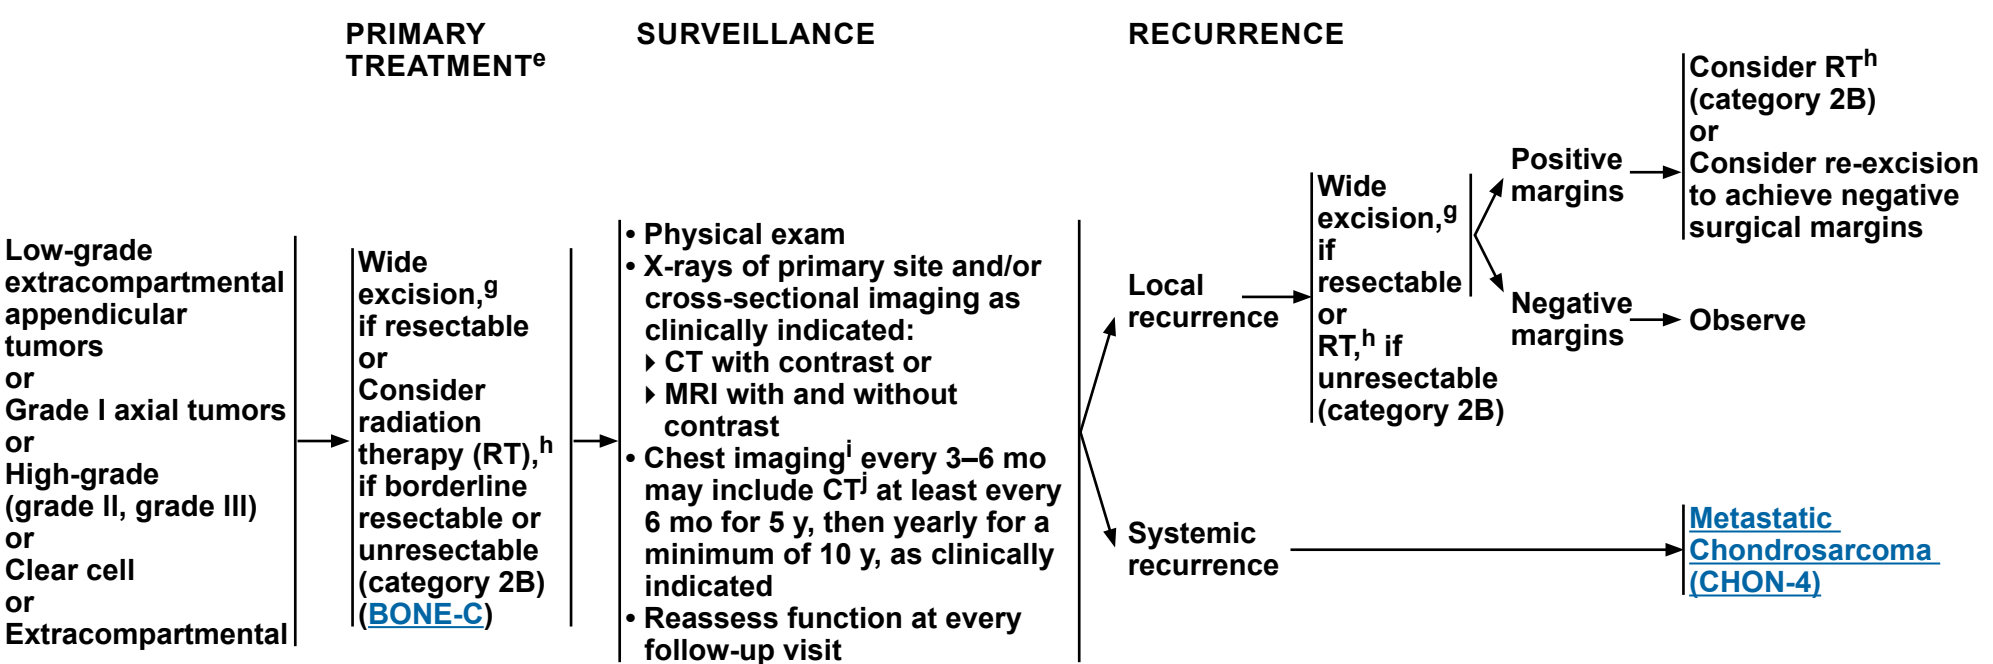 PRIMARY
TREATMENTe
SURVEILLANCE
RECURRENCE
Low-grade
extracompartmental
appendicular
tumors
or
Grade I axial tumors
or
High-grade
(grade II, grade III)
or
Clear cell
or
Extracompartmental
Wide
excision,g
if resectable
or
Consider
radiation
therapy (RT),h
if borderline
resectable or
unresectable
(category 2B)
(BONE-C)
• Physical exam
• X-rays of primary site and/or
cross-sectional imaging as
clinically indicated:
▸ CT with contrast or
▸ MRI with and without
contrast
• Chest imagingi every 3–6 mo
may include CTj at least every
6 mo for 5 y, then yearly for a
minimum of 10 y, as clinically
indicated
• Reassess function at every
follow-up visit
Local
recurrence
Wide
excision,g
if
resectable
or
RT,h if
unresectable
(category 2B)
Positive
margins
Consider RTh
(category 2B)
or
Consider re-excision
to achieve negative
surgical margins
Negative
margins
Observe
Systemic
recurrence
Metastatic
Chondrosarcoma
(CHON-4)